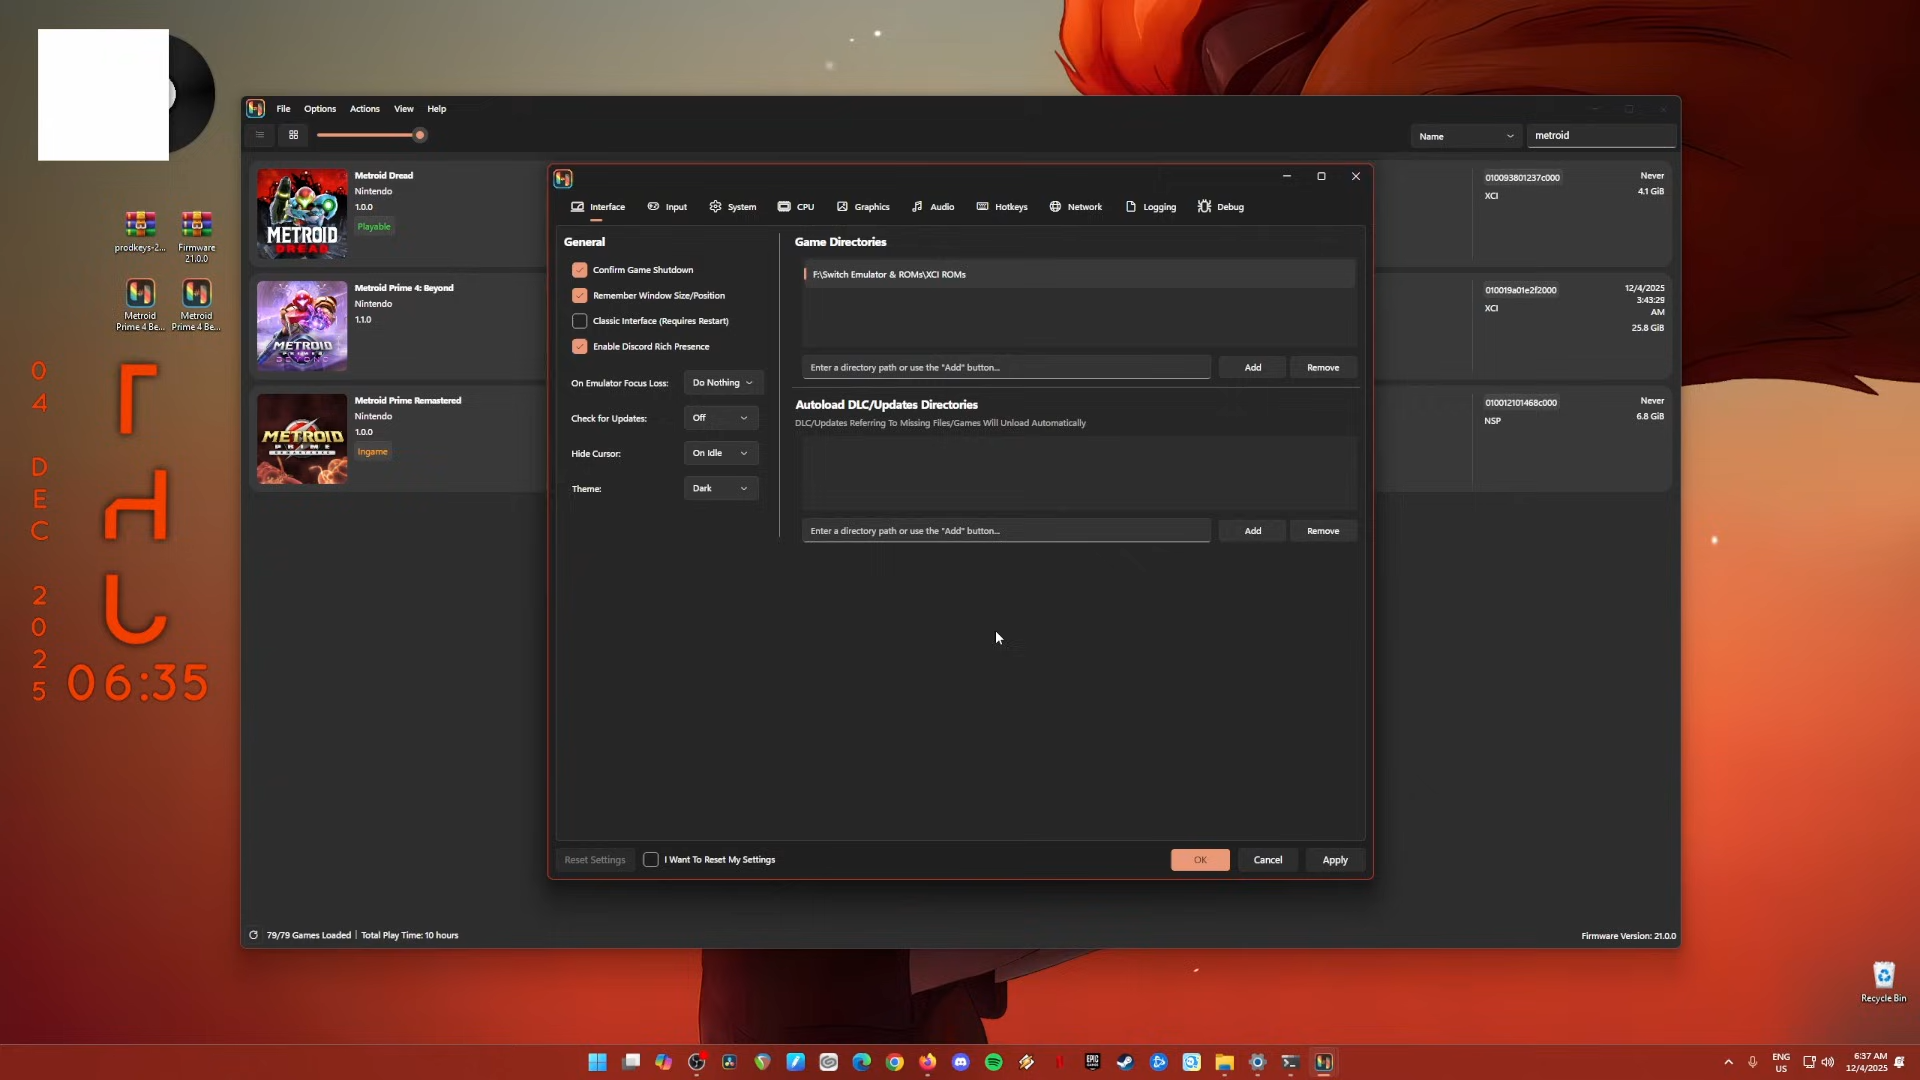 File Options Actions View Help
Name
metroid
METROID
DREAD
Metroid Dread
Nintendo
1.0.0
Playable
010093801237c000
XCI
Never
4.1 GiB
METROID
Metroid Prime 4: Beyond
Nintendo
1.1.0
010019a01e2f2000
XCI
12/4/2025
3:43:29
AM
25.8 GiB
METROID
PRIME
REMASTERED
Metroid Prime Remastered
Nintendo
1.0.0
Ingame
010012101468c000
NSP
Never
6.8 GiB
Interface Input System CPU Graphics Audio Hotkeys Network Logging Debug
General
Confirm Game Shutdown
Remember Window Size/Position
Classic Interface (Requires Restart)
Enable Discord Rich Presence
On Emulator Focus Loss: Do Nothing
Check for Updates: Off
Hide Cursor: On Idle
Theme: Dark
Game Directories
F:\Switch Emulator & ROMs\XCI ROMs
Enter a directory path or use the "Add" button... Add Remove
Autoload DLC/Updates Directories
DLC/Updates Referring To Missing Files/Games Will Unload Automatically
Enter a directory path or use the "Add" button... Add Remove
Reset Settings I Want To Reset My Settings OK Cancel Apply
79/79 Games Loaded Total Play Time: 10 hours
Firmware Version: 21.0.0
prodkeys-2...
Firmware
21.0.0
Metroid
Prime 4 Be...
Metroid
Prime 4 Be...
04 DEC 2025
06:35
Recycle Bin
ENG
US
6:37 AM
12/4/2025